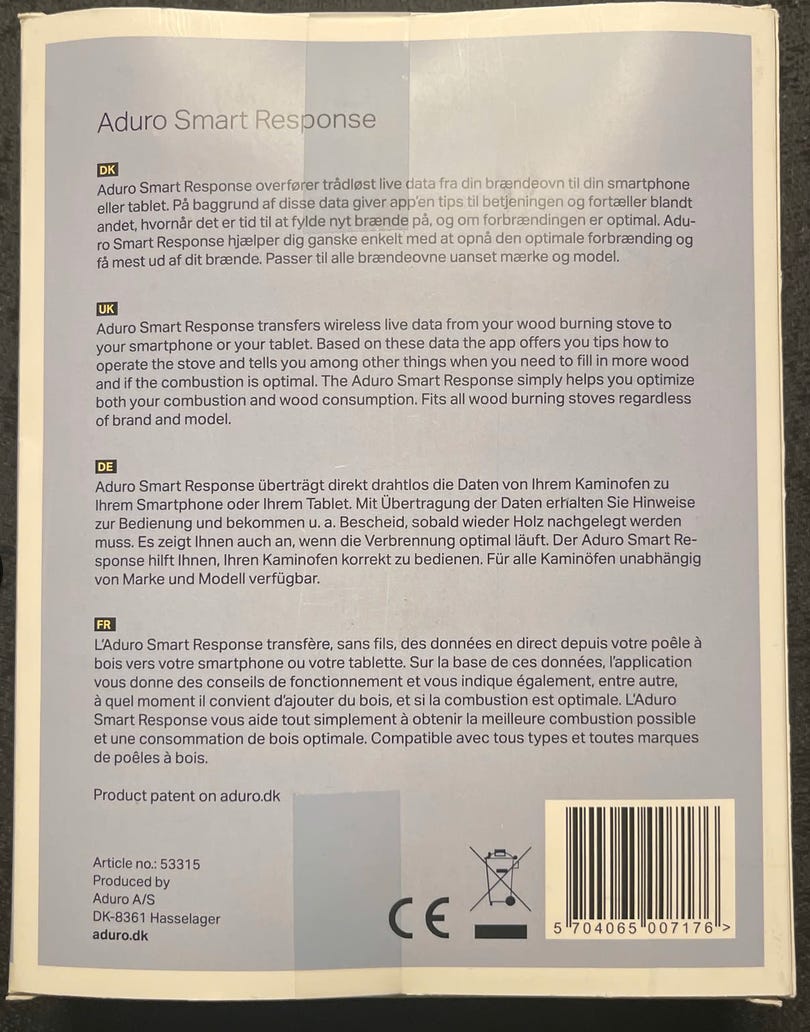 Aduro Smart Response
DK
Aduro Smart Response overfører trådløst live data fra din brændeovn til din smartphone
eller tablet. På baggrund af disse data giver app'en tips til betjeningen og fortæller blandt
andet, hvornår det er tid til at fylde nyt brænde på, og om forbrændingen er optimal. Adu-
ro Smart Response hjælper dig ganske enkelt med at opnå den optimale forbrænding og
få mest ud af dit brænde. Passer til alle brændeovne uanset mærke og model.
UK
Aduro Smart Response transfers wireless live data from your wood burning stove to
your smartphone or your tablet. Based on these data the app offers you tips how to
operate the stove and tells you among other things when you need to fill in more wood
and if the combustion is optimal. The Aduro Smart Response simply helps you optimize
both your combustion and wood consumption. Fits all wood burning stoves regardless
of brand and model.
DE
Aduro Smart Response überträgt direkt drahtlos die Daten von Ihrem Kaminofen zu
Ihrem Smartphone oder Ihrem Tablet. Mit Übertragung der Daten erhalten Sie Hinweise
zur Bedienung und bekommen u. a. Bescheid, sobald wieder Holz nachgelegt werden
muss. Es zeigt Ihnen auch an, wenn die Verbrennung optimal läuft. Der Aduro Smart Re-
sponse hilft Ihnen, Ihren Kaminofen korrekt zu bedienen. Für alle Kaminöfen unabhängig
von Marke und Modell verfügbar.
FR
L'Aduro Smart Response transfère, sans fils, des données en direct depuis votre poêle à
bois vers votre smartphone ou votre tablette. Sur la base de ces données, l'application
vous donne des conseils de fonctionnement et vous indique également, entre autre,
à quel moment il convient d'ajouter du bois, et si la combustion est optimale. L'Aduro
Smart Response vous aide tout simplement à obtenir la meilleure combustion possible
et une consommation de bois optimale. Compatible avec tous types et toutes marques
de poêles à bois.
Product patent on aduro.dk
Article no.: 53315
Produced by
Aduro A/S
DK-8361 Hasselager
aduro.dk
CE
5 704065 007176 >